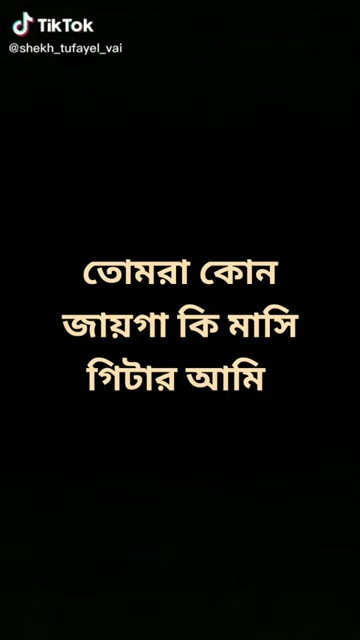 TikTok
@shekh_tufayel_vai
তোমরা কোন
জায়গা কি মাসি
গিটার আমি